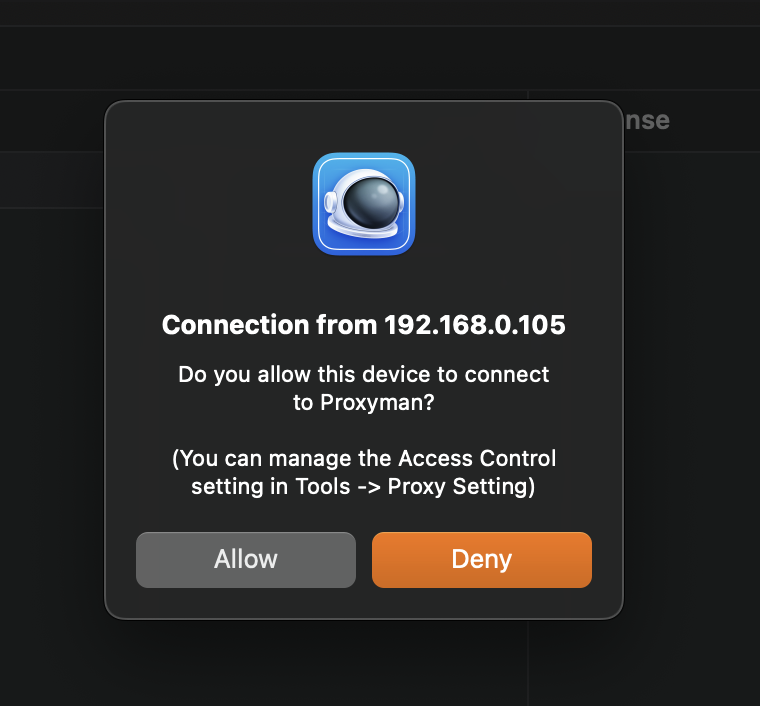 nse
Connection from 192.168.0.105
Do you allow this device to connect
to Proxyman?
(You can manage the Access Control
setting in Tools -> Proxy Setting)
Allow
Deny